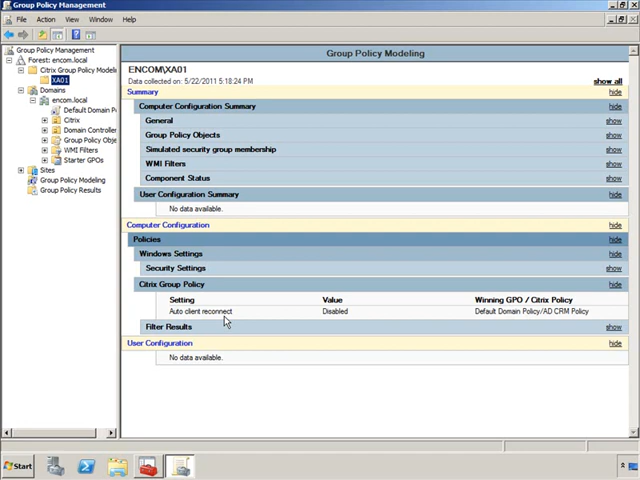 Group Policy Management
File Action View Window Help
Group Policy Management
Forest: encom.local
Citrix Group Policy Modeli
XA01
Domains
encom.local
Default Domain P
Citrix
Domain Controller
Group Policy Obje
WMI Filters
Starter GPOs
Sites
Group Policy Modeling
Group Policy Results
Group Policy Modeling
ENCOM\XA01
Data collected on: 5/22/2011 5:18:24 PM
show all
Summary hide
Computer Configuration Summary hide
General show
Group Policy Objects show
Simulated security group membership show
WMI Filters show
Component Status show
User Configuration Summary hide
No data available.
Computer Configuration hide
Policies hide
Windows Settings hide
Security Settings show
Citrix Group Policy hide
Setting Value Winning GPO / Citrix Policy
Auto client reconnect Disabled Default Domain Policy/AD CRM Policy
Filter Results show
User Configuration hide
No data available.
Start